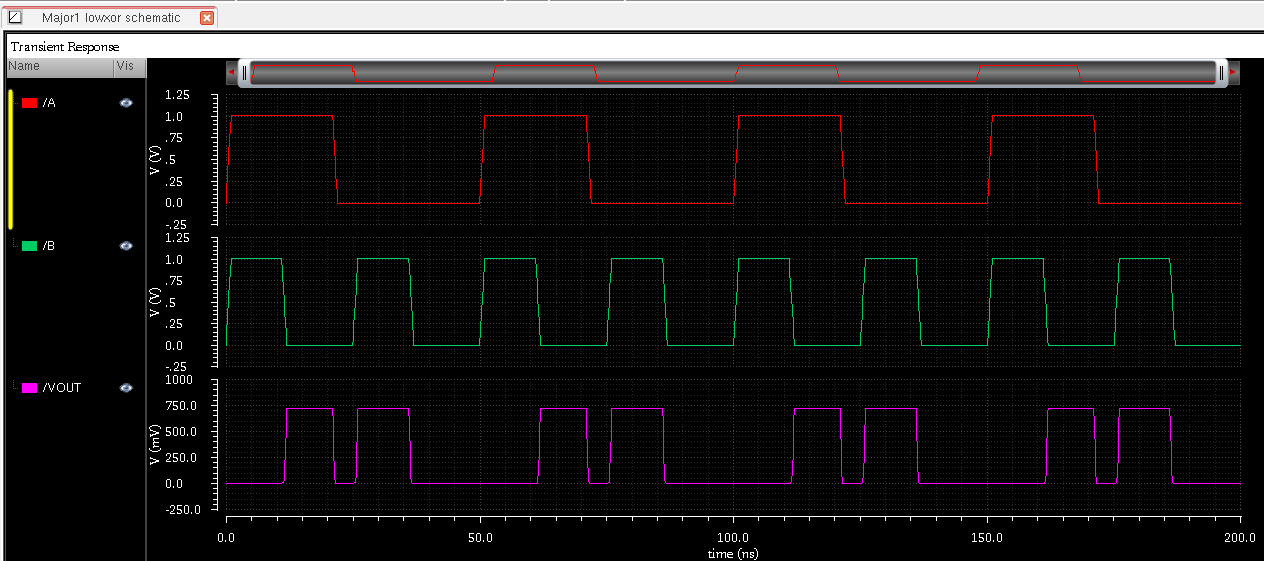 Major1 lowxor schematic
Transient Response
Name Vis
/A
1.25
1.0
.75
.5
.25
0.0
-.25
V (V)
/B
1.25
1.0
.75
.5
.25
0.0
-.25
V (V)
/VOUT
1000
750.0
500.0
250.0
0.0
-250.0
V (mV)
0.0 50.0 100.0 150.0 200.0
time (ns)